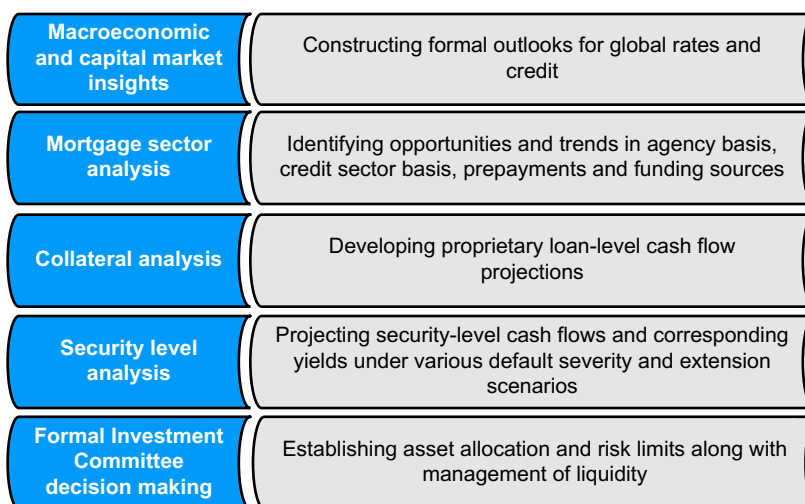 Macroeconomic
and capital market
insights
Constructing formal outlooks for global rates and
credit
Mortgage sector
analysis
Identifying opportunities and trends in agency basis,
credit sector basis, prepayments and funding sources
Collateral analysis
Developing proprietary loan-level cash flow
projections
Security level
analysis
Projecting security-level cash flows and corresponding
yields under various default severity and extension
scenarios
Formal Investment
Committee
decision making
Establishing asset allocation and risk limits along with
management of liquidity